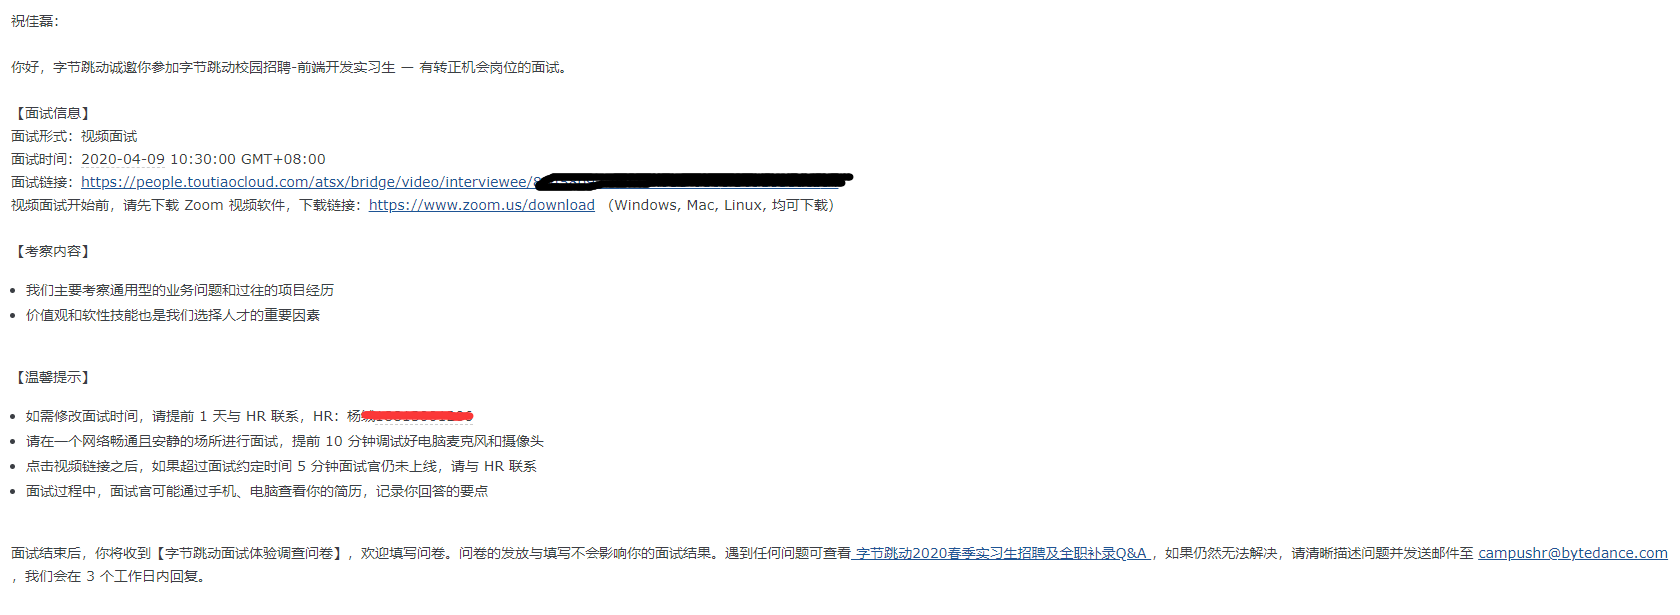 祝佳磊：
你好，字节跳动诚邀你参加字节跳动校园招聘-前端开发实习生 — 有转正机会岗位的面试。
【面试信息】
面试形式：视频面试
面试时间：2020-04-09 10:30:00 GMT+08:00
面试链接：https://people.toutiaocloud.com/atsx/bridge/video/interviewee/
视频面试开始前，请先下载 Zoom 视频软件，下载链接：https://www.zoom.us/download （Windows, Mac, Linux, 均可下载）
【考察内容】
• 我们主要考察通用型的业务问题和过往的项目经历
• 价值观和软性技能也是我们选择人才的重要因素
【温馨提示】
• 如需修改面试时间，请提前 1 天与 HR 联系，HR：杨
• 请在一个网络畅通且安静的场所进行面试，提前 10 分钟调试好电脑麦克风和摄像头
• 点击视频链接之后，如果超过面试约定时间 5 分钟面试官仍未上线，请与 HR 联系
• 面试过程中，面试官可能通过手机、电脑查看你的简历，记录你回答的要点
面试结束后，你将收到【字节跳动面试体验调查问卷】，欢迎填写问卷。问卷的发放与填写不会影响你的面试结果。遇到任何问题可查看 字节跳动2020春季实习生招聘及全职补录Q&A ，如果仍然无法解决，请清晰描述问题并发送邮件至 campushr@bytedance.com
，我们会在 3 个工作日内回复。